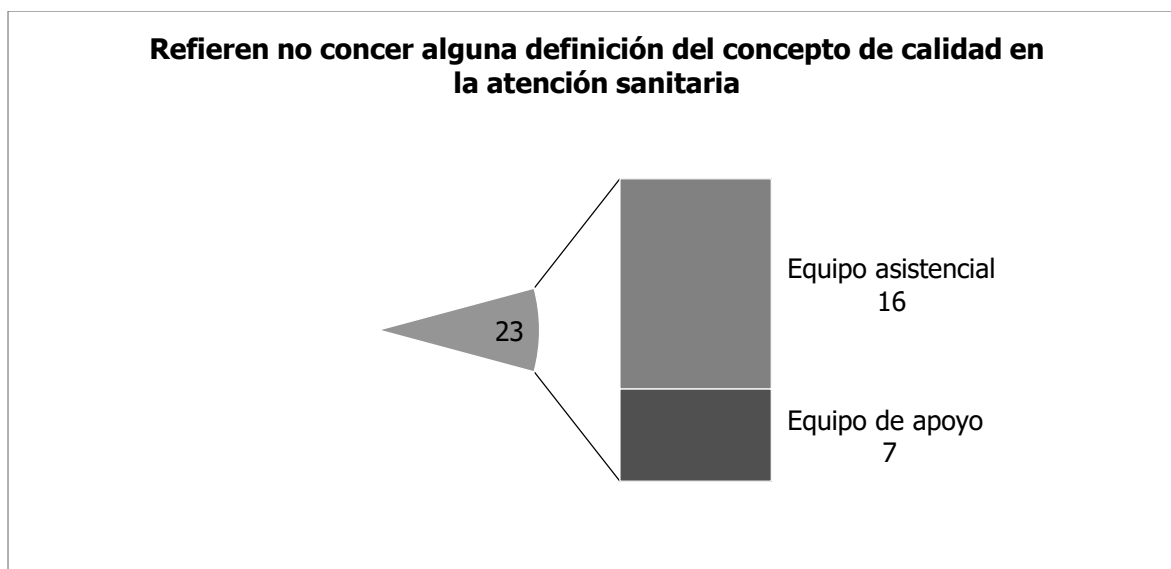 Refieren no concer alguna definición del concepto de calidad en
la atención sanitaria
Equipo asistencial
16
23
Equipo de apoyo
7